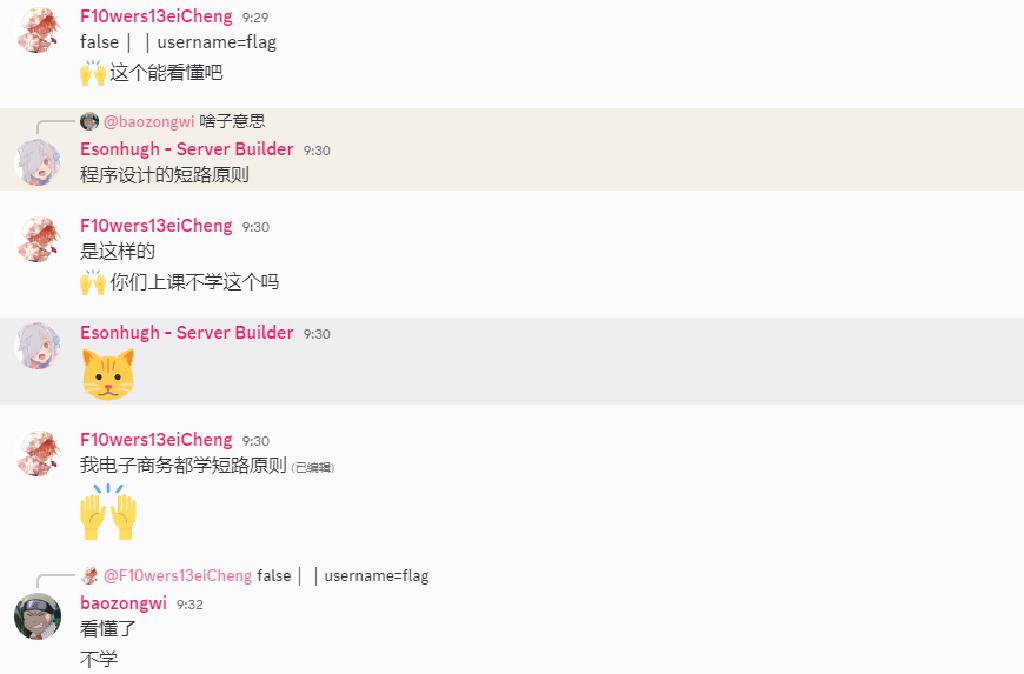 F10wers13eiCheng 9:29
false | | username=flag
🙌 这个能看懂吧
@baozongwi 啥子意思
Esonhugh - Server Builder 9:30
程序设计的短路原则
F10wers13eiCheng 9:30
是这样的
🙌 你们上课不学这个吗
Esonhugh - Server Builder 9:30
F10wers13eiCheng 9:30
我电子商务都学短路原则 (已编辑)
@F10wers13eiCheng false | | username=flag
baozongwi 9:32
看懂了
不学